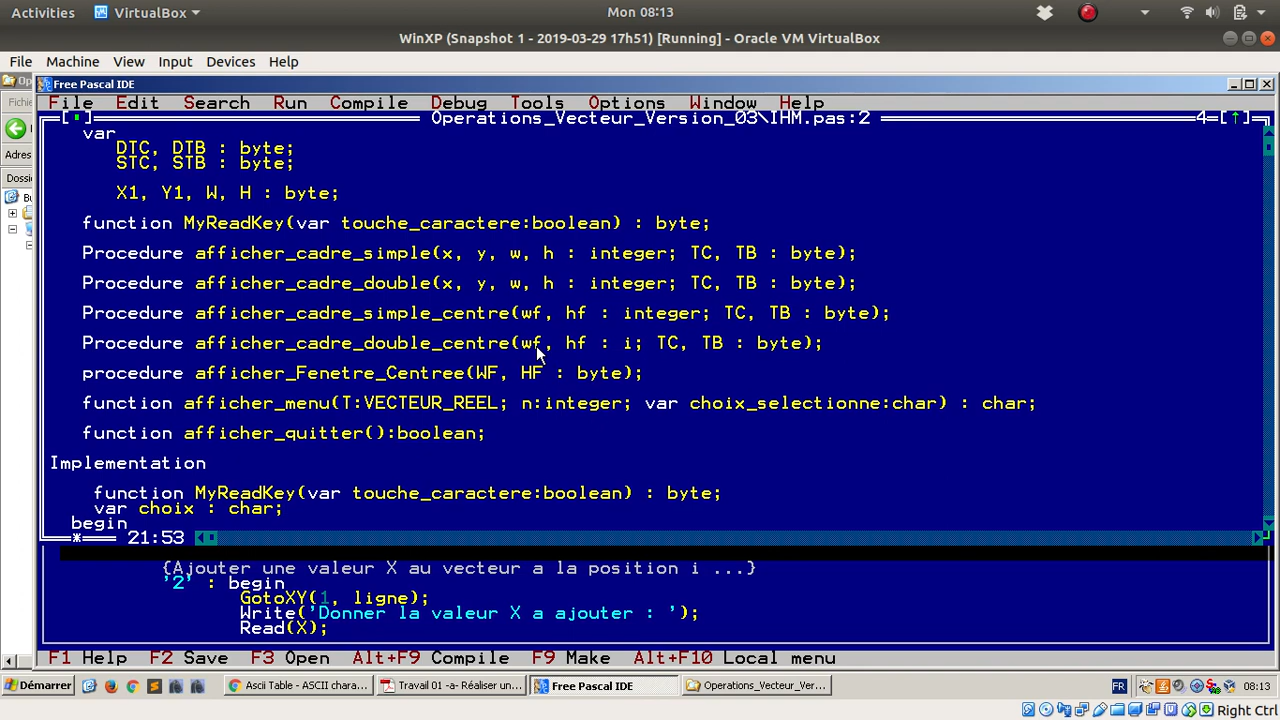 Activities VirtualBox Mon 08:13
WinXP (Snapshot 1 - 2019-03-29 17h51) [Running] - Oracle VM VirtualBox
File Machine View Input Devices Help
Free Pascal IDE
File Edit Search Run Compile Debug Tools Options Window Help
Operations_Vecteur_Version_03\IHM.pas:2 4
var
DTC, DTB : byte;
STC, STB : byte;
X1, Y1, W, H : byte;
function MyReadKey(var touche_caractere:boolean) : byte;
Procedure afficher_cadre_simple(x, y, w, h : integer; TC, TB : byte);
Procedure afficher_cadre_double(x, y, w, h : integer; TC, TB : byte);
Procedure afficher_cadre_simple_centre(wf, hf : integer; TC, TB : byte);
Procedure afficher_cadre_double_centre(wf, hf : i; TC, TB : byte);
procedure afficher_Fenetre_Centree(WF, HF : byte);
function afficher_menu(T:VECTEUR_REEL; n:integer; var choix_selectionne:char) : char;
function afficher_quitter():boolean;
Implementation
function MyReadKey(var touche_caractere:boolean) : byte;
var choix : char;
begin
21:53
{Ajouter une valeur X au vecteur a la position i ...}
'2' : begin
GotoXY(1, ligne);
Write('Donner la valeur X a ajouter : ');
Read(X);
F1 Help F2 Save F3 Open Alt+F9 Compile F9 Make Alt+F10 Local menu
Démarrer Ascii Table - ASCII chara... Travail 01 -a- Réaliser un... Free Pascal IDE Operations_Vecteur_Ver... FR 08:13
Right Ctrl